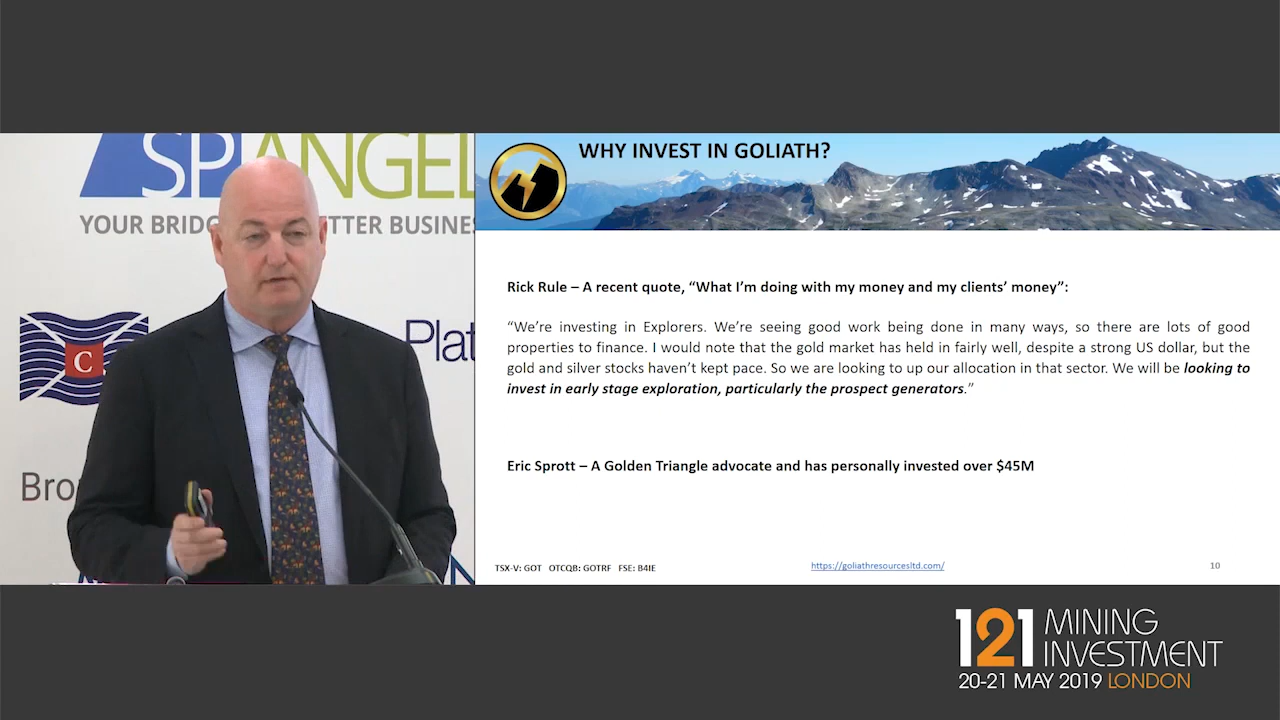 SP ANGEL
YOUR BRIDG TTER BUSINES
C
Plat
Bro
WHY INVEST IN GOLIATH?
Rick Rule – A recent quote, “What I’m doing with my money and my clients’ money”:
“We’re investing in Explorers. We’re seeing good work being done in many ways, so there are lots of good
properties to finance. I would note that the gold market has held in fairly well, despite a strong US dollar, but the
gold and silver stocks haven’t kept pace. So we are looking to up our allocation in that sector. We will be looking to
invest in early stage exploration, particularly the prospect generators.”
Eric Sprott – A Golden Triangle advocate and has personally invested over $45M
TSX-V: GOT OTCQB: GOTRF FSE: B4IE
https://goliathresourcesltd.com/
10
121 MINING
INVESTMENT
20-21 MAY 2019 LONDON